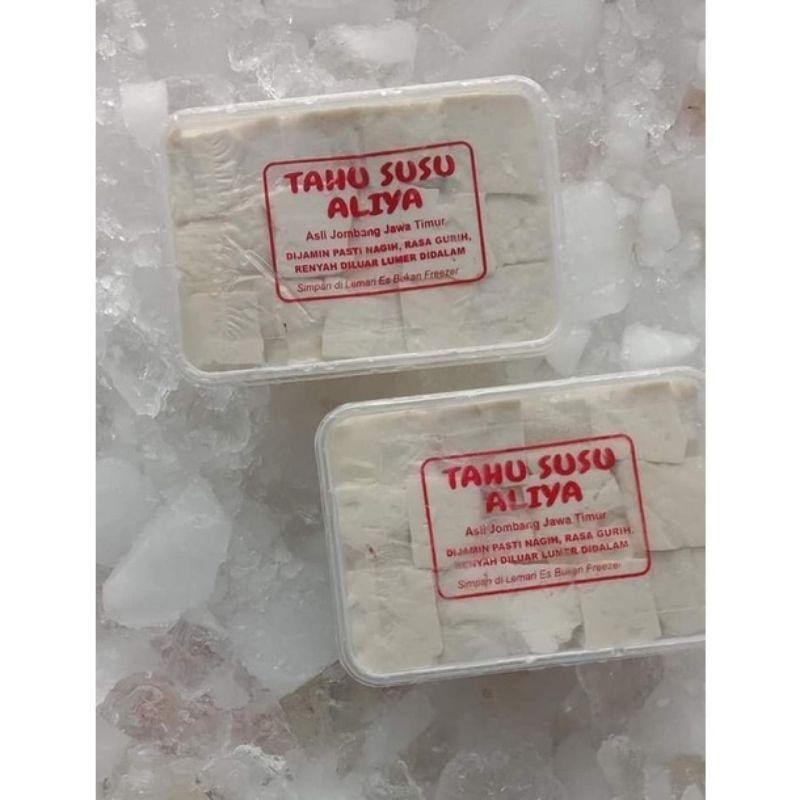 TAHU SUSU
ALIYA
Asli Jombang Jawa Timur
DIJAMIN PASTI NAGIH, RASA GURIH,
RENYAH DILUAR LUMER DIDALAM
Simpan di Lemari Es Bukan Freezer
TAHU SUSU
ALIYA
Asli Jombang Jawa Timur
DIJAMIN PASTI NAGIH, RASA GURIH,
RENYAH DILUAR LUMER DIDALAM
Simpan di Lemari Es Bukan Freezer